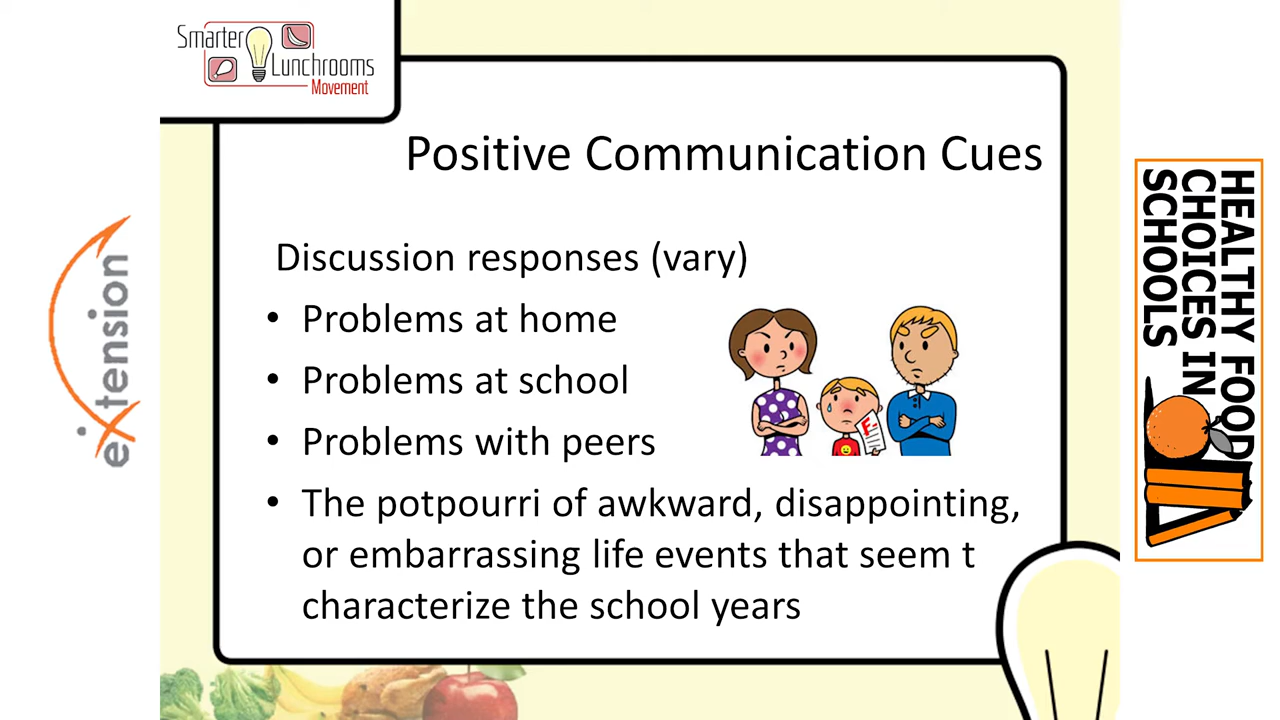 Smarter
Lunchrooms
Movement
Positive Communication Cues
Discussion responses (vary)
• Problems at home
• Problems at school
• Problems with peers
• The potpourri of awkward, disappointing,
or embarrassing life events that seem t
characterize the school years
F-
eXtension
HEALTHY FOOD
CHOICES IN
SCHOOLS